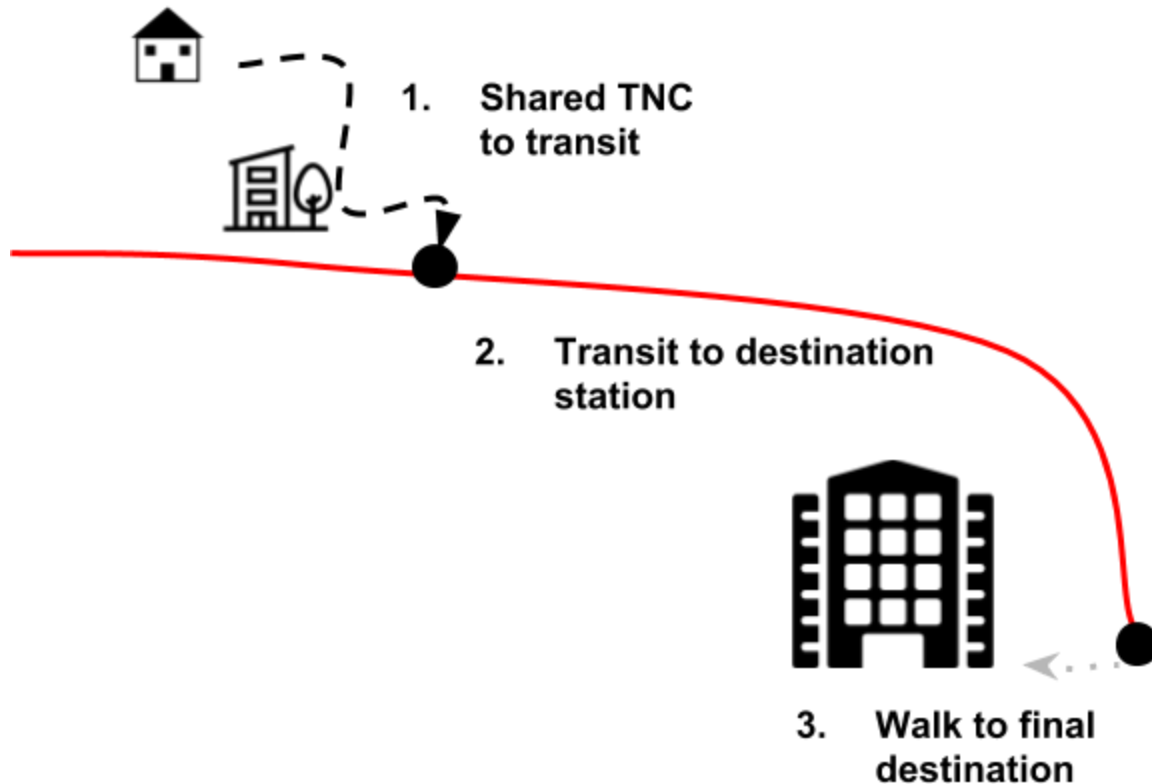 1. Shared TNC
to transit
2. Transit to destination
station
3. Walk to final
destination